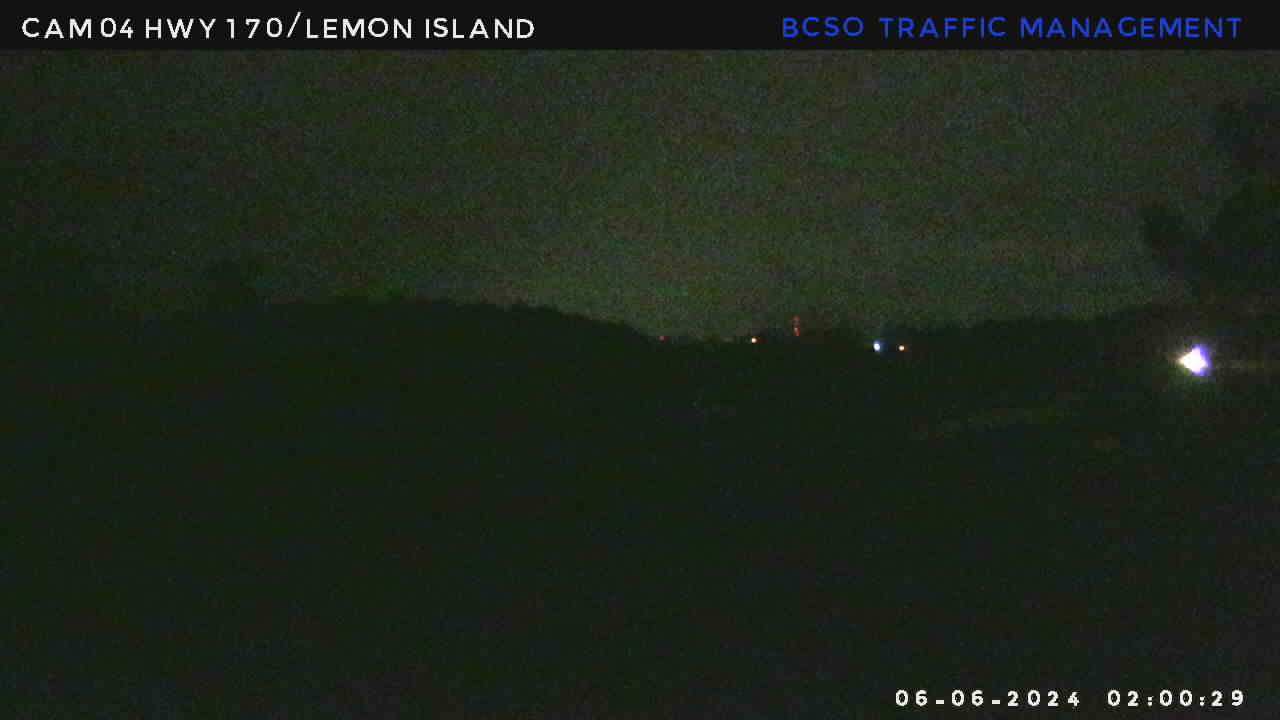 CAM04 HWY 170/LEMON ISLAND
BCSO TRAFFIC MANAGEMENT
06-06-2024 02:00:29